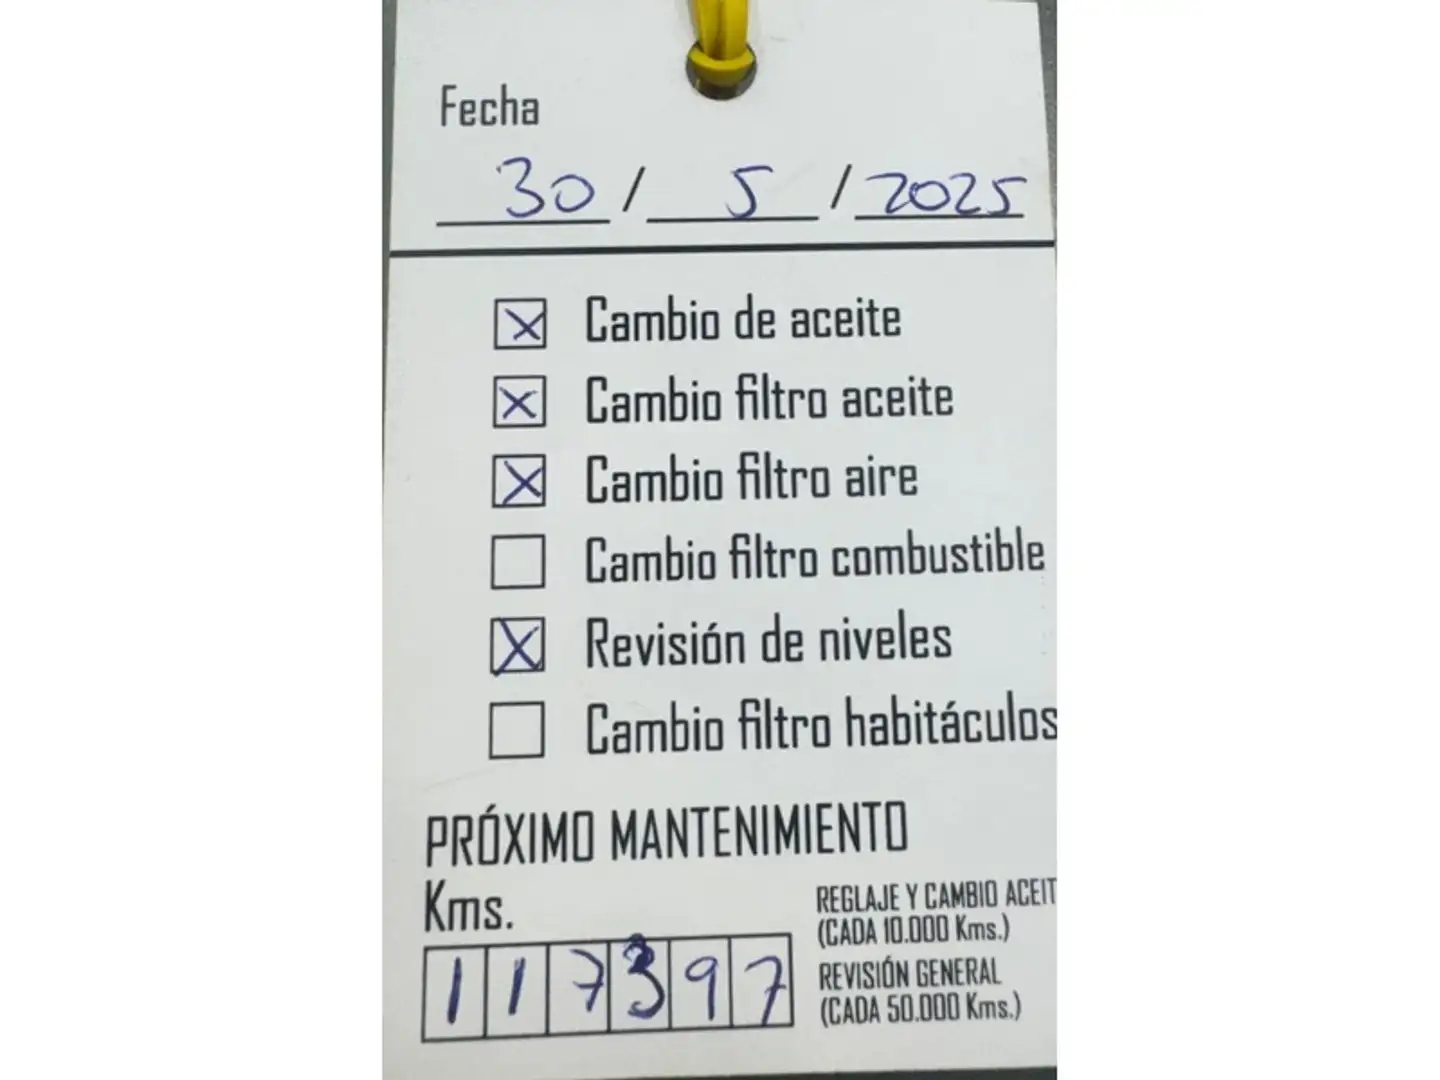 Fecha
30 / 5 / 2025
Cambio de aceite
Cambio filtro aceite
Cambio filtro aire
Cambio filtro combustible
Revisión de niveles
Cambio filtro habitáculos
PRÓXIMO MANTENIMIENTO
Kms.
117397
REGLAJE Y CAMBIO ACEIT
(CADA 10.000 Kms.)
REVISIÓN GENERAL
(CADA 50.000 Kms.)